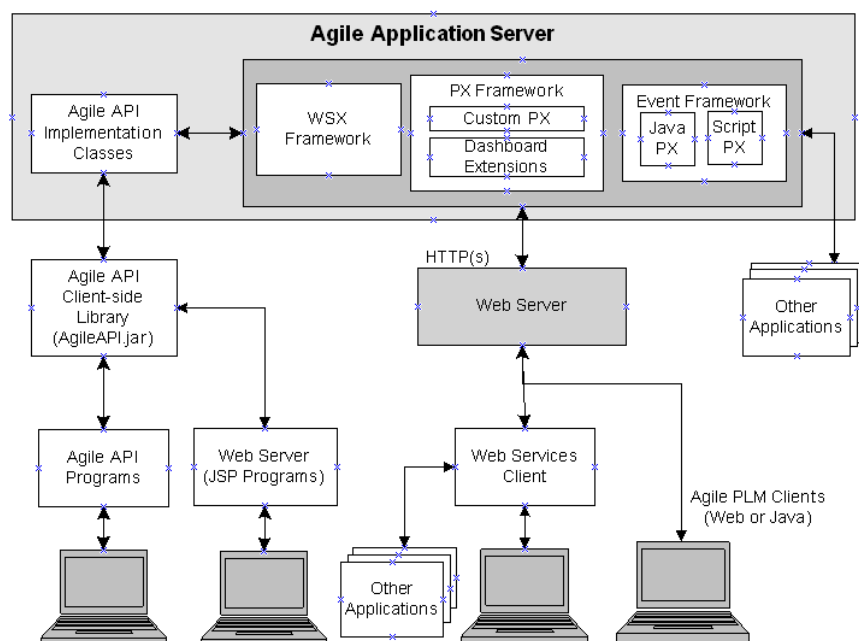 Agile Application Server
Agile API
Implementation
Classes
WSX
Framework
PX Framework
Custom PX
Dashboard
Extensions
Event Framework
Java
PX
Script
PX
Agile API
Client-side
Library
(AgileAPI.jar)
HTTP(s)
Web Server
Other
Applications
Agile API
Programs
Web Server
(JSP Programs)
Web Services
Client
Agile PLM Clients
(Web or Java)
Other
Applications